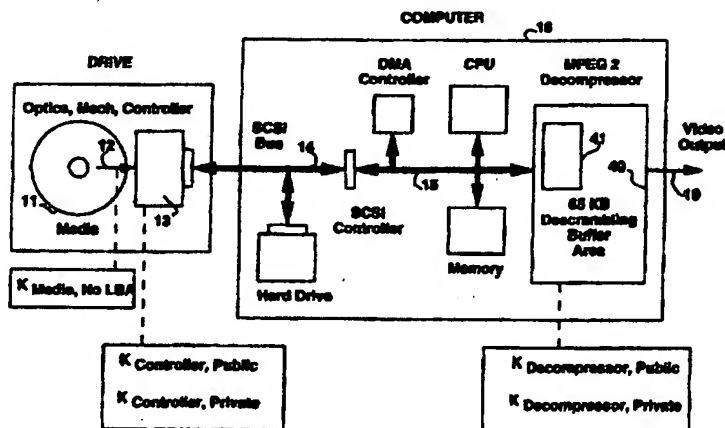 COMPUTER
16
DRIVE
Optics, Mech, Controller
12
11
13
Media
SCSI
Bus
14
DMA
Controller
CPU
MPEG 2
Decompressor
41
40
Video
Output
19
15
65 KB
Descrambling
Buffer
Area
SCSI
Controller
Memory
Hard Drive
K Media, No LBA
K Controller, Public
K Controller, Private
K Decompressor, Public
K Decompressor, Private